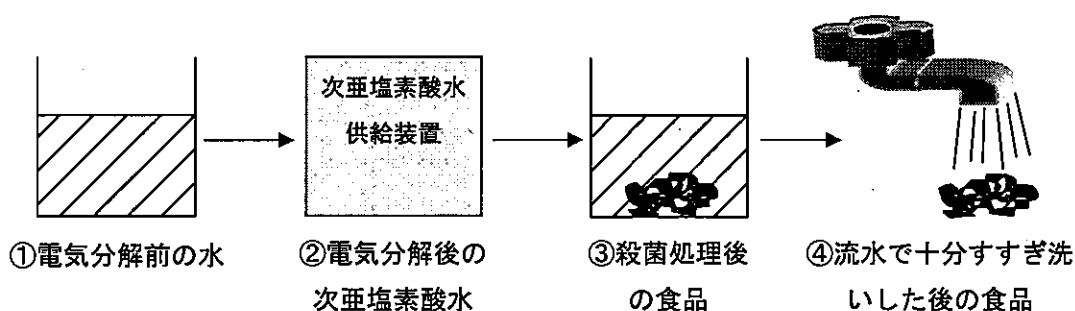 次亜塩素酸水
供給装置
①電気分解前の水
②電気分解後の
次亜塩素酸水
③殺菌処理後
の食品
④流水で十分すすぎ洗
いした後の食品